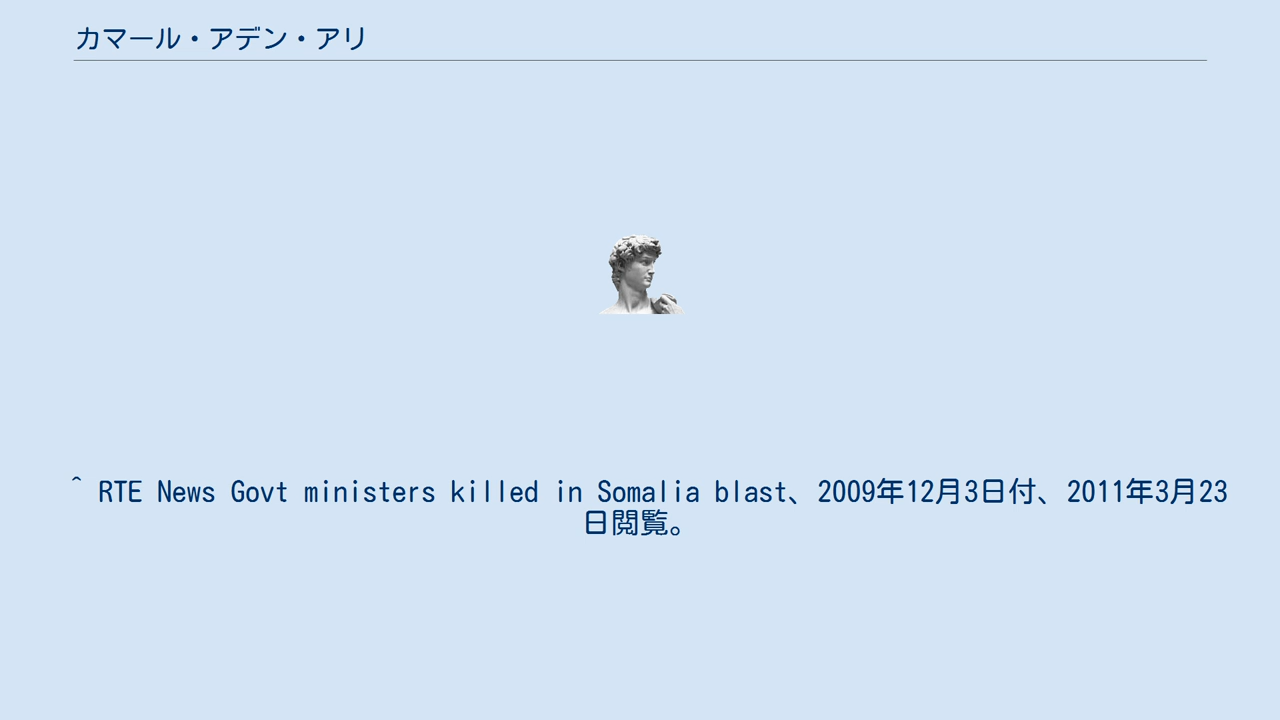 カマール・アデン・アリ
^ RTE News Govt ministers killed in Somalia blast、2009年12月3日付、2011年3月23
日閲覧。